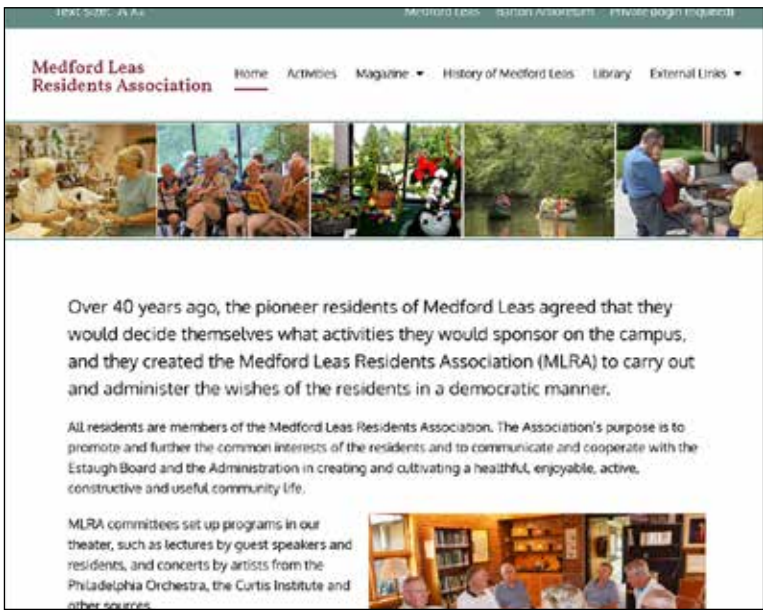 Text Size: A A
Medford Leas Barton Arboretum Private (login required)
Medford Leas
Residents Association
Home Activities Magazine History of Medford Leas Library External Links
Over 40 years ago, the pioneer residents of Medford Leas agreed that they
would decide themselves what activities they would sponsor on the campus,
and they created the Medford Leas Residents Association (MLRA) to carry out
and administer the wishes of the residents in a democratic manner.
All residents are members of the Medford Leas Residents Association. The Association's purpose is to
promote and further the common interests of the residents and to communicate and cooperate with the
Estaugh Board and the Administration in creating and cultivating a healthful, enjoyable, active,
constructive and useful community life.
MLRA committees set up programs in our
theater, such as lectures by guest speakers and
residents, and concerts by artists from the
Philadelphia Orchestra, the Curtis Institute and
other sources.